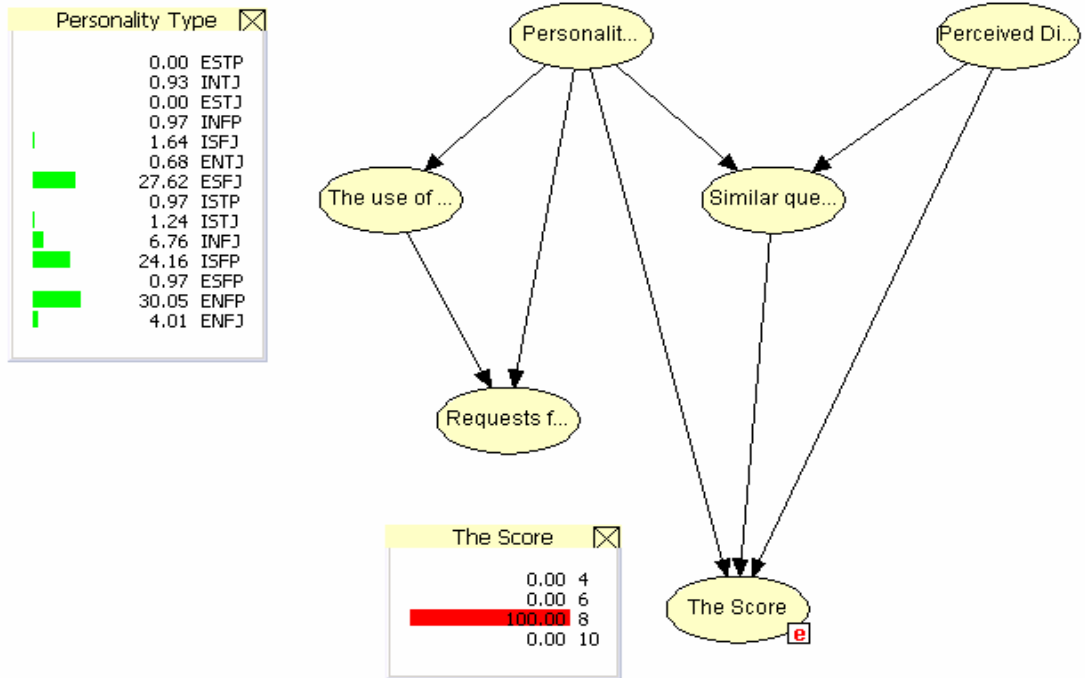 Personality Type
0.00 ESTP
0.93 INTJ
0.00 ESTJ
0.97 INFP
1.64 ISFJ
0.68 ENTJ
27.62 ESFJ
0.97 ISTP
1.24 ISTJ
6.76 INFJ
24.16 ISFP
0.97 ESFP
30.05 ENFP
4.01 ENFJ
Personalit...
Perceived Di...
The use of ...
Similar que...
Requests f...
The Score
0.00 4
0.00 6
100.00 8
0.00 10
The Score
e